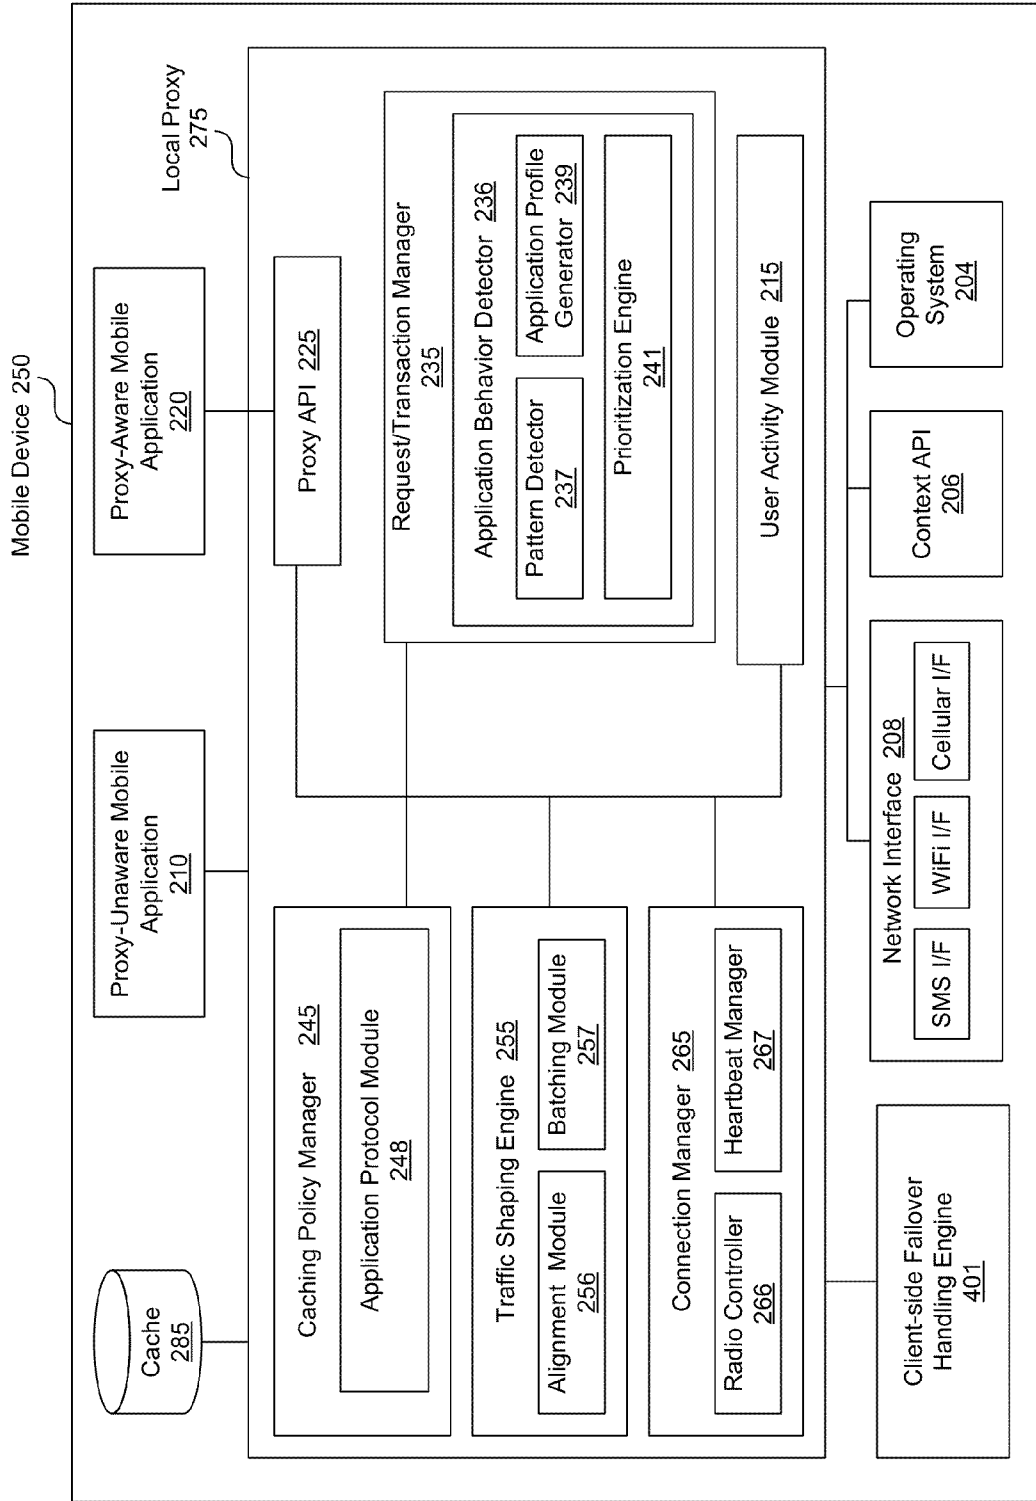 Mobile Device 250
Cache
285
Proxy-Unaware Mobile
Application
210
Proxy-Aware Mobile
Application
220
Local Proxy
275
Caching Policy Manager 245
Application Protocol Module
248
Proxy API 225
Traffic Shaping Engine 255
Alignment Module
256
Batching Module
257
Request/Transaction Manager
235
Application Behavior Detector 236
Pattern Detector
237
Application Profile
Generator 239
Prioritization Engine
241
Connection Manager 265
Radio Controller
266
Heartbeat Manager
267
User Activity Module 215
Client-side Failover
Handling Engine
401
Network Interface 208
SMS I/F
WiFi I/F
Cellular I/F
Context API
206
Operating
System
204